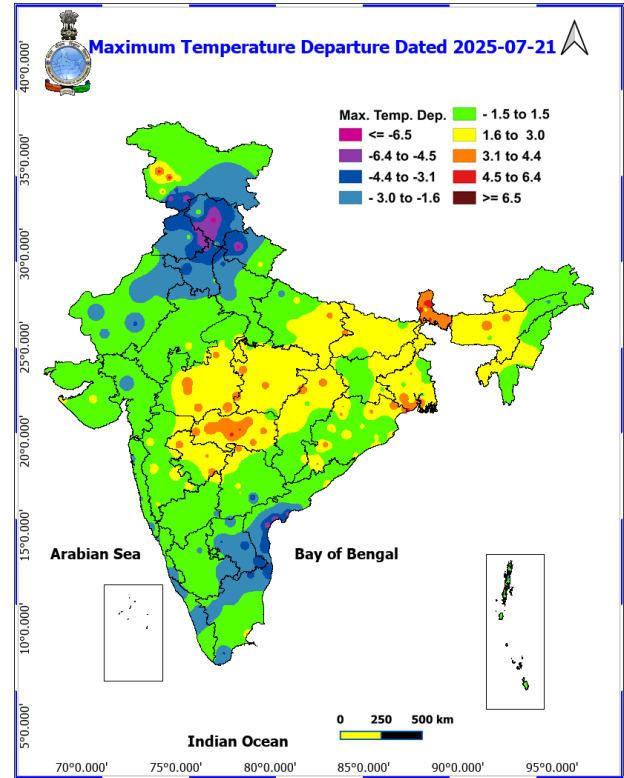 Maximum Temperature Departure Dated 2025-07-21
Max. Temp. Dep.
<= -6.5
-6.4 to -4.5
-4.4 to -3.1
- 3.0 to -1.6
- 1.5 to 1.5
1.6 to 3.0
3.1 to 4.4
4.5 to 6.4
>= 6.5
40°0.000'
35°0.000'
30°0.000'
25°0.000'
20°0.000'
15°0.000'
10°0.000'
5°0.000'
Arabian Sea
Bay of Bengal
Indian Ocean
0 250 500 km
70°0.000' 75°0.000' 80°0.000' 85°0.000' 90°0.000' 95°0.000'